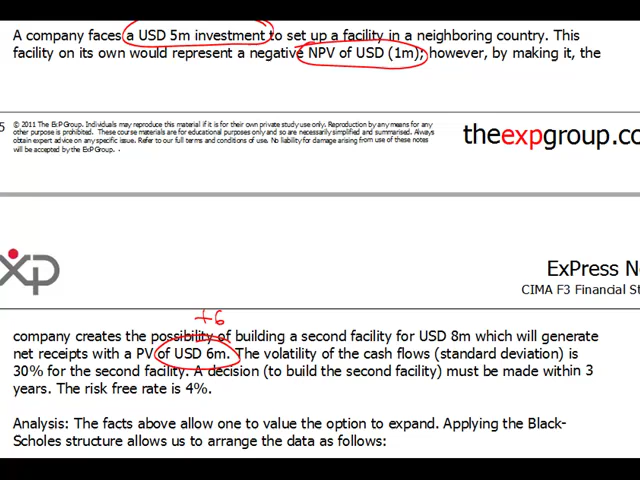 A company faces a USD 5m investment to set up a facility in a neighboring country. This
facility on its own would represent a negative NPV of USD (1m); however, by making it, the
5
© 2011 The ExP Group. Individuals may reproduce this material if it is for their own private study use only. Reproduction by any means for any
other purpose is prohibited. These course materials are for educational purposes only and so are necessarily simplified and summarised. Always
obtain expert advice on any specific issue. Refer to our full terms and conditions of use. No liability for damage arising from use of these notes
will be accepted by the ExP Group.
theexpgroup.co
xp
ExPress N
CIMA F3 Financial St
+6
company creates the possibility of building a second facility for USD 8m which will generate
net receipts with a PV of USD 6m. The volatility of the cash flows (standard deviation) is
30% for the second facility. A decision (to build the second facility) must be made within 3
years. The risk free rate is 4%.
Analysis: The facts above allow one to value the option to expand. Applying the Black-
Scholes structure allows us to arrange the data as follows: